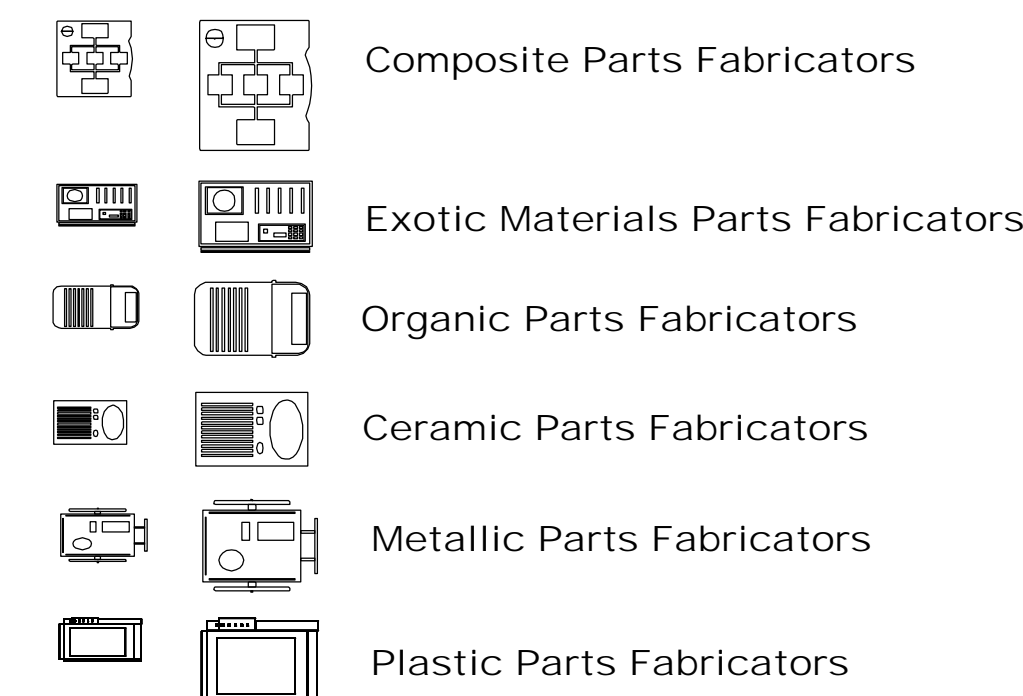 Composite Parts Fabricators
Exotic Materials Parts Fabricators
Organic Parts Fabricators
Ceramic Parts Fabricators
Metallic Parts Fabricators
Plastic Parts Fabricators